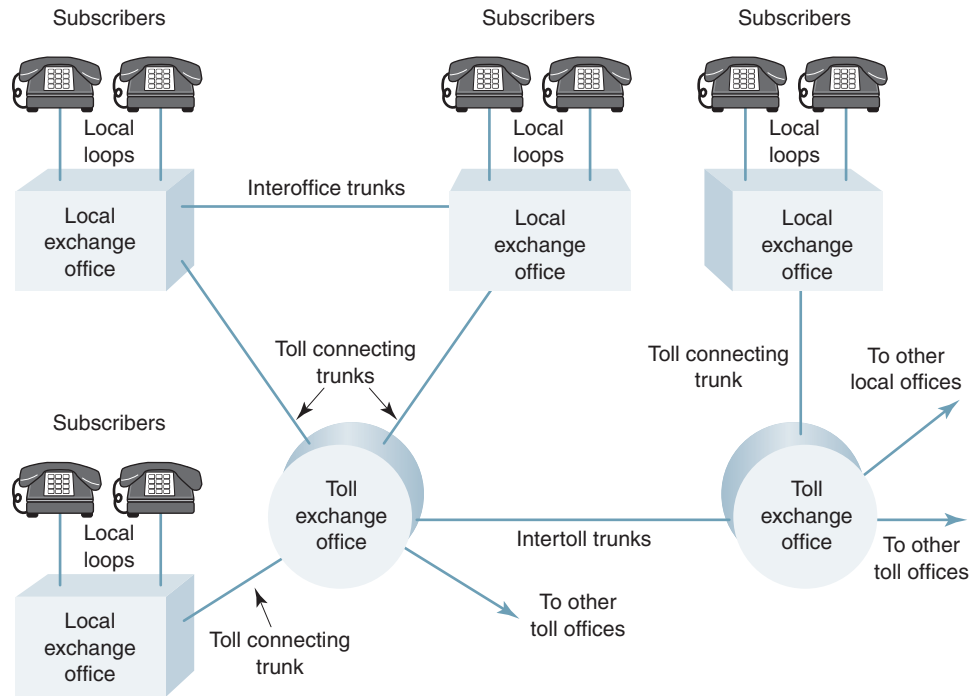 Subscribers
Subscribers
Subscribers
Local
loops
Local
loops
Local
loops
Interoffice trunks
Local
exchange
office
Local
exchange
office
Local
exchange
office
Toll connecting
trunks
Toll connecting
trunk
To other
local offices
Subscribers
Local
loops
Toll
exchange
office
Intertoll trunks
Toll
exchange
office
To other
toll offices
Local
exchange
office
Toll connecting
trunk
To other
toll offices